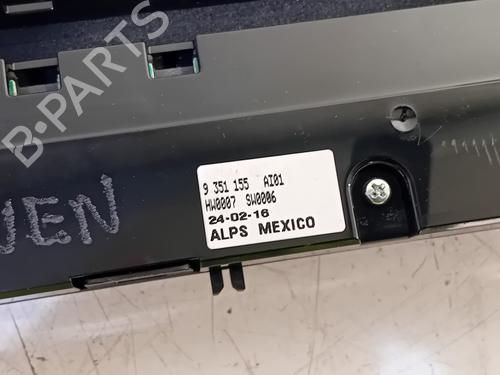 B-PARTS
9 351 155 AI01
HW0007 SW0006
24-02-16
ALPS MEXICO
VEN